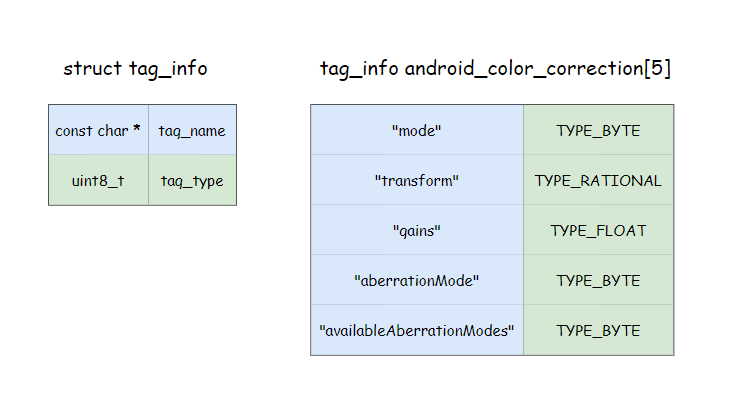 struct tag_info
tag_info android_color_correction[5]
const char * tag_name
uint8_t tag_type
"mode" TYPE_BYTE
"transform" TYPE_RATIONAL
"gains" TYPE_FLOAT
"aberrationMode" TYPE_BYTE
"availableAberrationModes" TYPE_BYTE